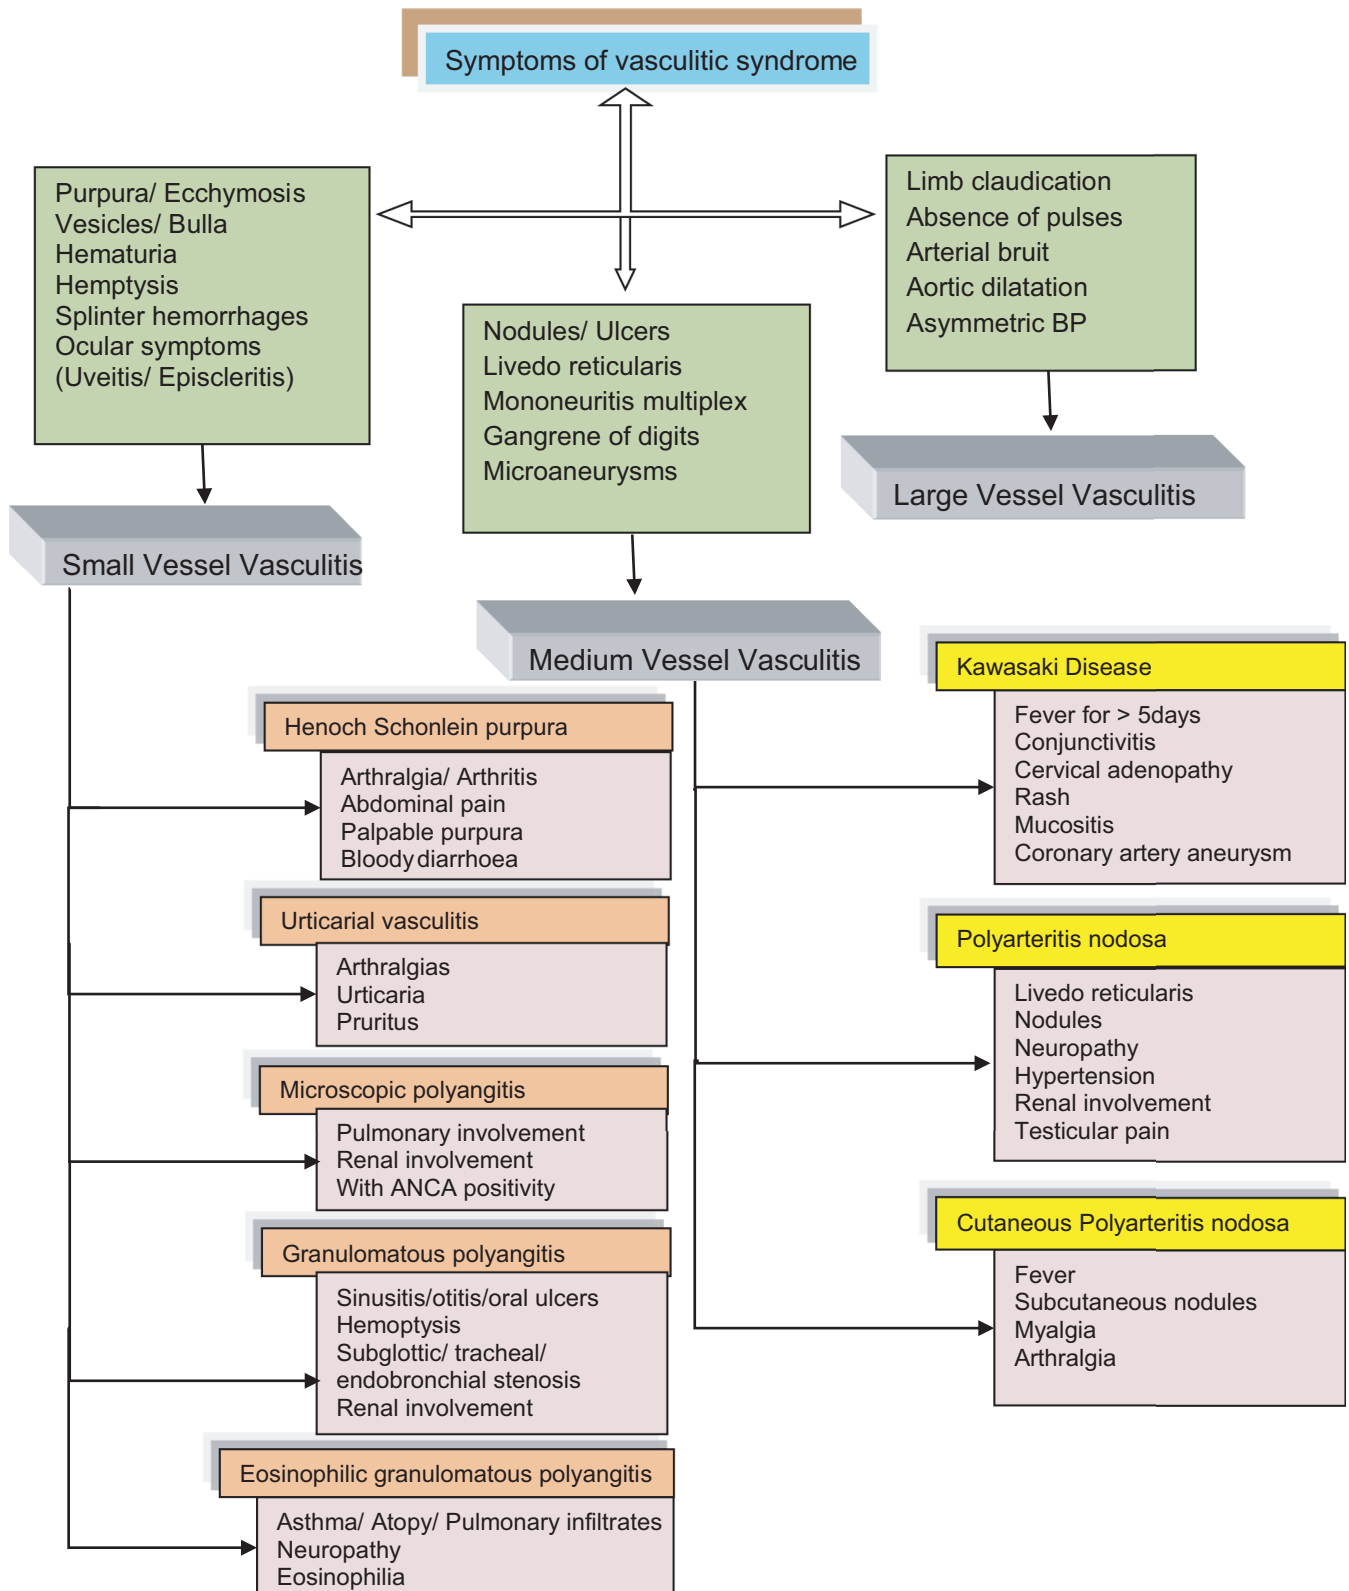 Symptoms of vasculitic syndrome
Purpura/ Ecchymosis
Vesicles/ Bulla
Hematuria
Hemptysis
Splinter hemorrhages
Ocular symptoms
(Uveitis/ Episcleritis)
Nodules/ Ulcers
Livedo reticularis
Mononeuritis multiplex
Gangrene of digits
Microaneurysms
Limb claudication
Absence of pulses
Arterial bruit
Aortic dilatation
Asymmetric BP
Small Vessel Vasculitis
Medium Vessel Vasculitis
Large Vessel Vasculitis
Henoch Schonlein purpura
Arthralgia/ Arthritis
Abdominal pain
Palpable purpura
Bloody diarrhoea
Urticarial vasculitis
Arthralgias
Urticaria
Pruritus
Microscopic polyangitis
Pulmonary involvement
Renal involvement
With ANCA positivity
Granulomatous polyangitis
Sinusitis/otitis/oral ulcers
Hemoptysis
Subglottic/ tracheal/
endobronchial stenosis
Renal involvement
Eosinophilic granulomatous polyangitis
Asthma/ Atopy/ Pulmonary infiltrates
Neuropathy
Eosinophilia
Kawasaki Disease
Fever for > 5days
Conjunctivitis
Cervical adenopathy
Rash
Mucositis
Coronary artery aneurysm
Polyarteritis nodosa
Livedo reticularis
Nodules
Neuropathy
Hypertension
Renal involvement
Testicular pain
Cutaneous Polyarteritis nodosa
Fever
Subcutaneous nodules
Myalgia
Arthralgia